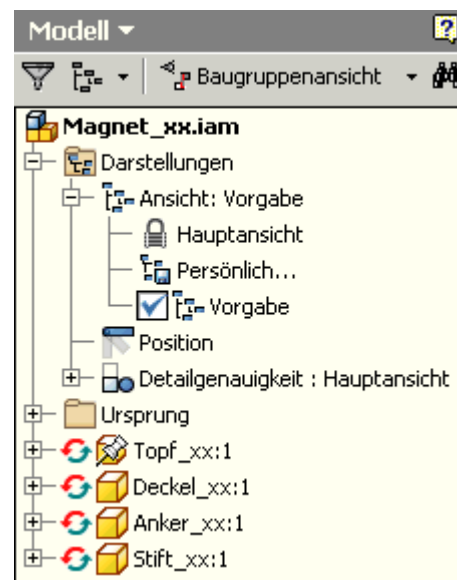 Modell
Baugruppenansicht
Magnet_xx.iam
Darstellungen
Ansicht: Vorgabe
Hauptansicht
Persönlich...
Vorgabe
Position
Detailgenauigkeit : Hauptansicht
Ursprung
Topf_xx:1
Deckel_xx:1
Anker_xx:1
Stift_xx:1